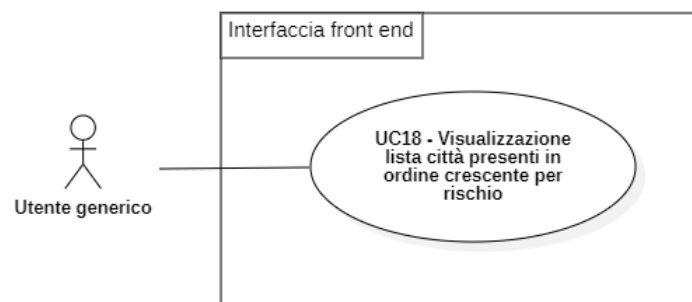 Interfaccia front end
UC18 - Visualizzazione
lista città presenti in
ordine crescente per
rischio
Utente generico